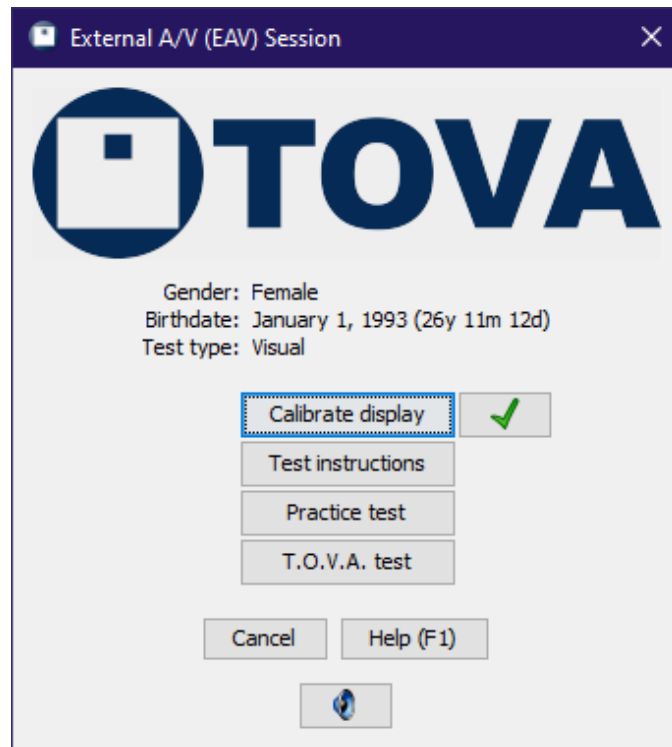 External A/V (EAV) Session
TOVA
Gender: Female
Birthdate: January 1, 1993 (26y 11m 12d)
Test type: Visual
Calibrate display
Test instructions
Practice test
T.O.V.A. test
Cancel Help (F1)